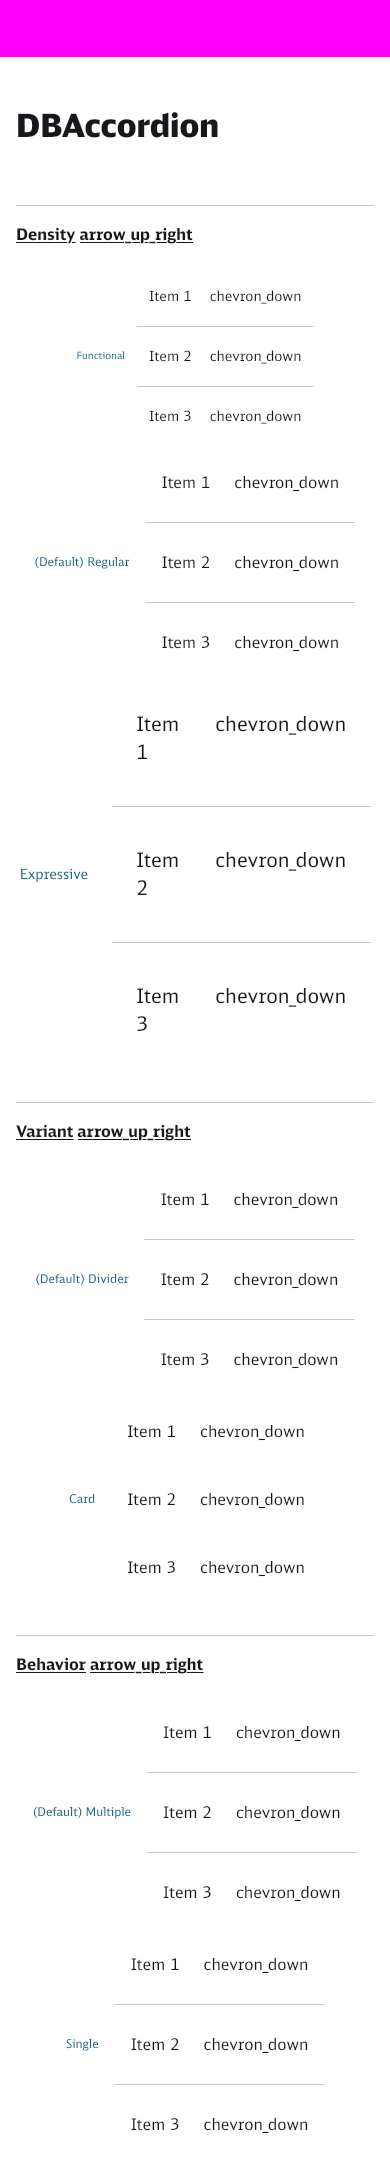 DBAccordion
Density arrow_up_right
Item 1 chevron_down
Functional Item 2 chevron_down
Item 3 chevron_down
Item 1 chevron_down
(Default) Regular Item 2 chevron_down
Item 3 chevron_down
Item chevron_down
1
Item chevron_down
Expressive
2
Item chevron_down
3
Variant arrow_up_right
Item 1 chevron_down
(Default) Divider Item 2 chevron_down
Item 3 chevron_down
Item 1 chevron_down
Card Item 2 chevron_down
Item 3 chevron_down
Behavior arrow_up_right
Item 1 chevron_down
(Default) Multiple Item 2 chevron_down
Item 3 chevron_down
Item 1 chevron_down
Single Item 2 chevron_down
Item 3 chevron_down